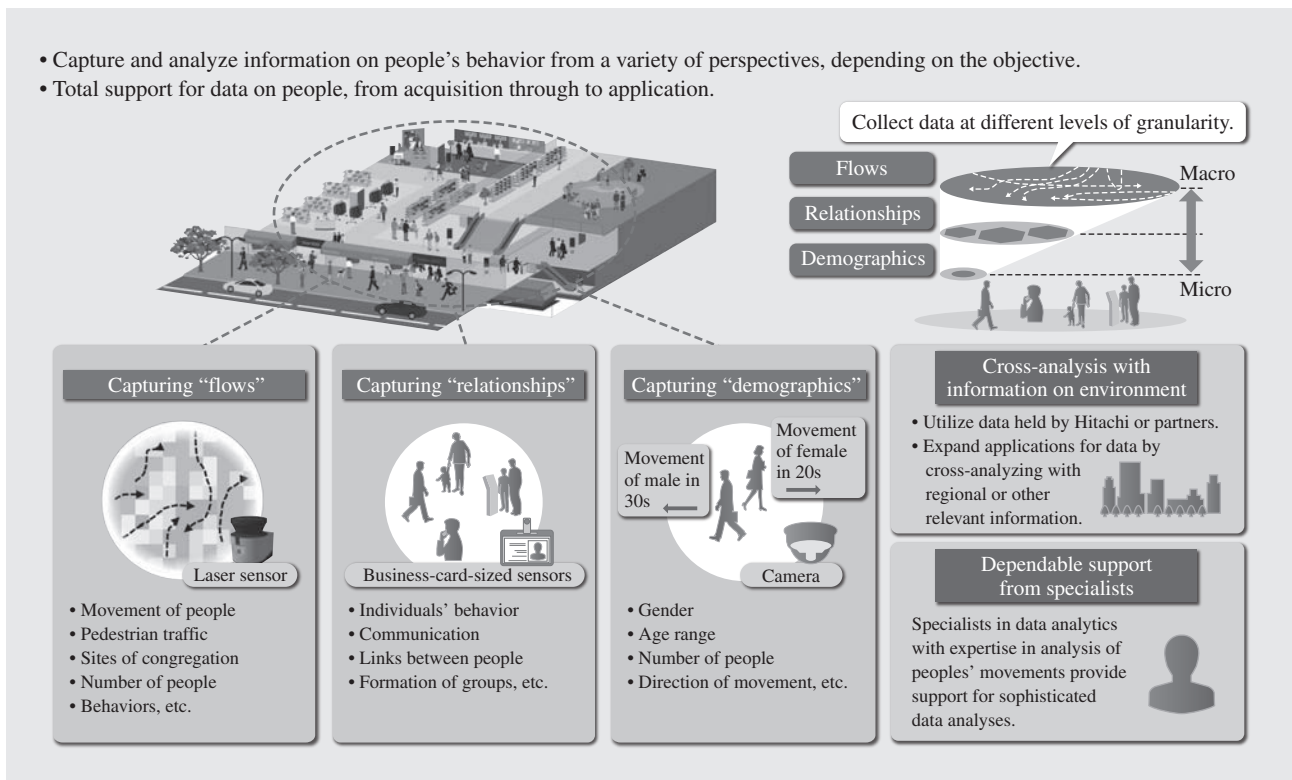 • Capture and analyze information on people's behavior from a variety of perspectives, depending on the objective.
• Total support for data on people, from acquisition through to application.
Collect data at different levels of granularity.
Flows
Relationships
Demographics
Macro
Micro
Capturing “flows”
Laser sensor
• Movement of people
• Pedestrian traffic
• Sites of congregation
• Number of people
• Behaviors, etc.
Capturing “relationships”
Business-card-sized sensors
• Individuals' behavior
• Communication
• Links between people
• Formation of groups, etc.
Capturing “demographics”
Movement
of male in
30s
Movement
of female
in 20s
Camera
• Gender
• Age range
• Number of people
• Direction of movement, etc.
Cross-analysis with
information on environment
• Utilize data held by Hitachi or partners.
• Expand applications for data by
cross-analyzing with
regional or other
relevant information.
Dependable support
from specialists
Specialists in data analytics
with expertise in analysis of
peoples' movements provide
support for sophisticated
data analyses.